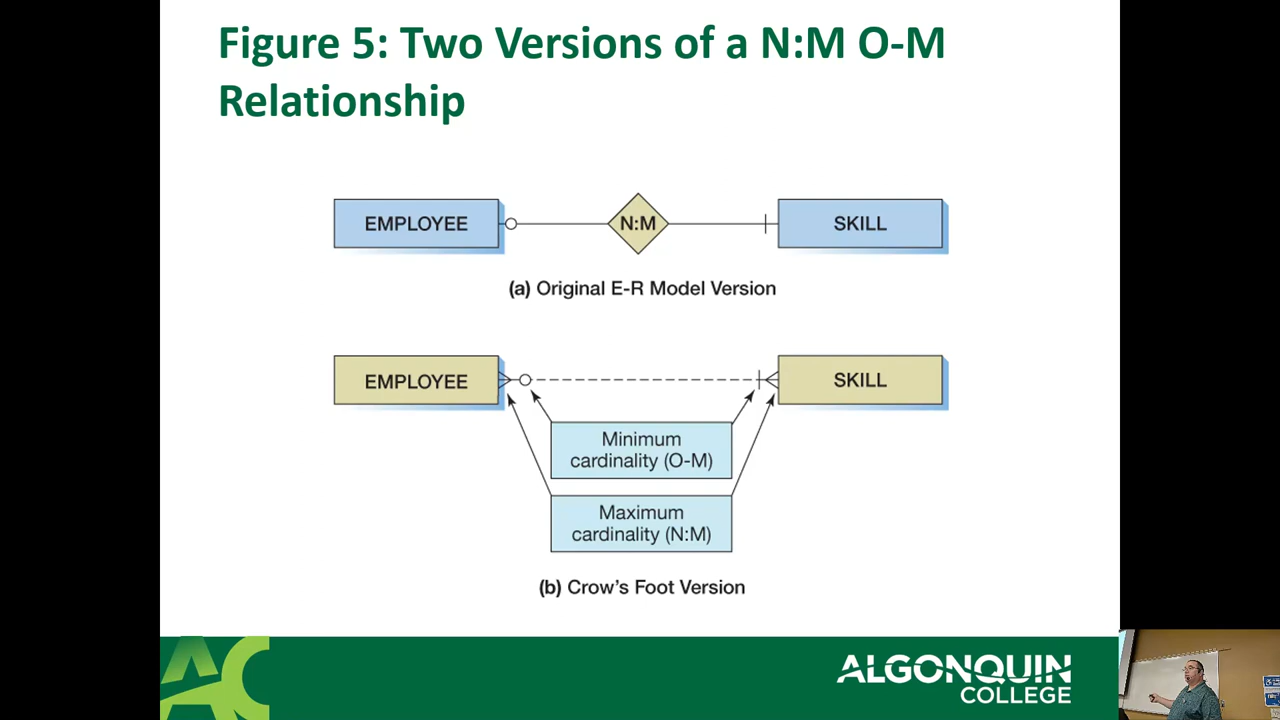 Figure 5: Two Versions of a N:M O-M
Relationship
EMPLOYEE
N:M
SKILL
(a) Original E-R Model Version
EMPLOYEE
SKILL
Minimum
cardinality (O-M)
Maximum
cardinality (N:M)
(b) Crow's Foot Version
AC
ALGONQUIN
COLLEGE